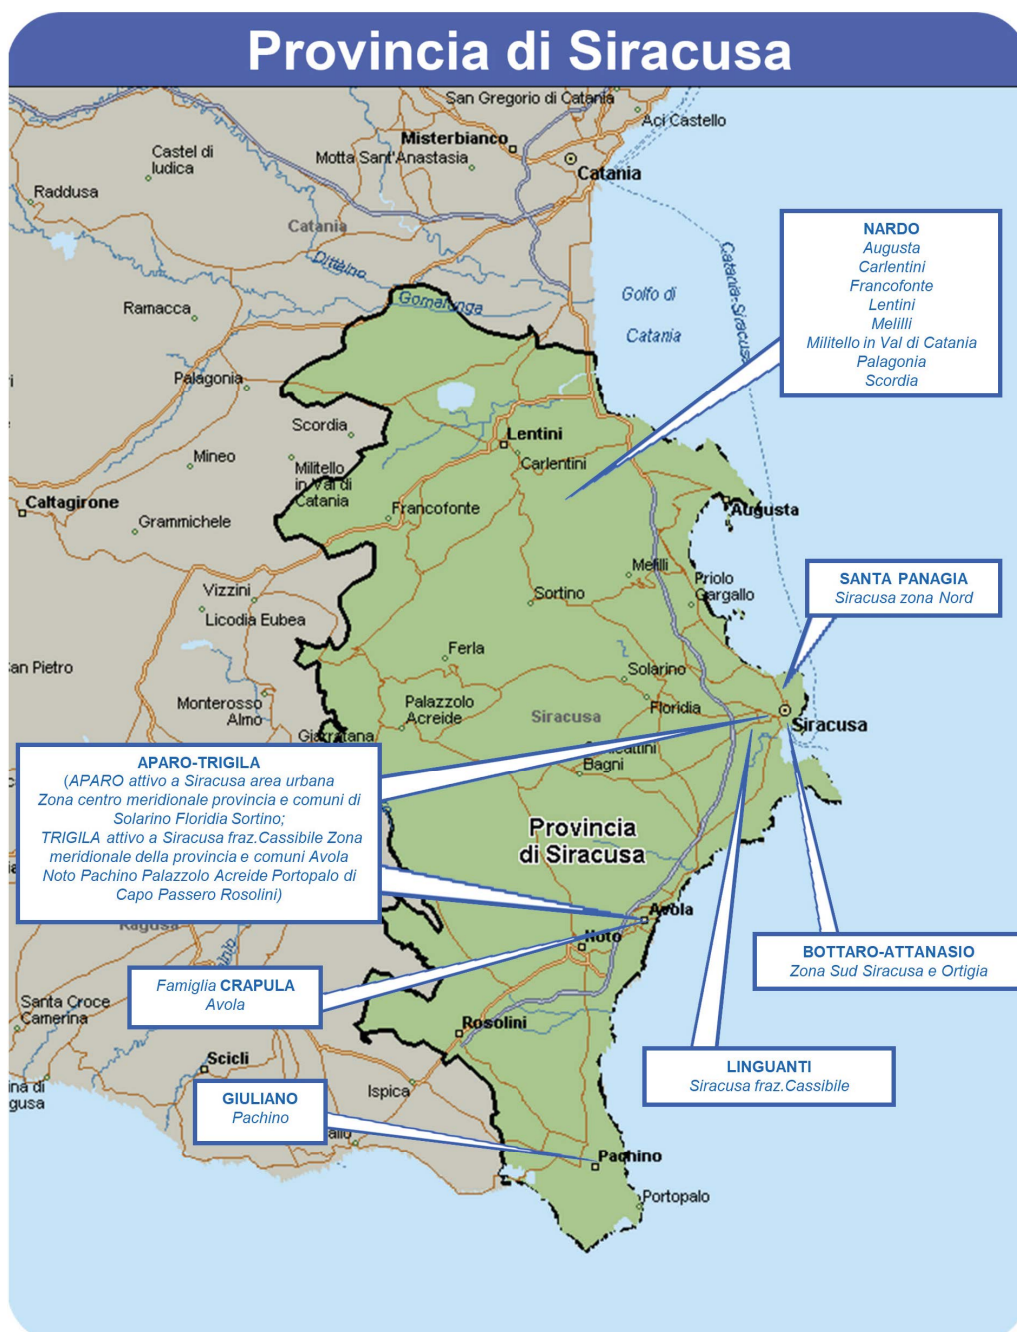 Provincia di Siracusa
San Gregorio di Catania
Aci Castello
Misterbianco
Motta Sant'Anastasia
Catania
Castel di
Iudica
Raddusa
Catania
Dittàino
Gornalunga
Golfo di
Catania
Catania-Siracusa
NARDO
Augusta
Carlentini
Francofonte
Lentini
Melilli
Militello in Val di Catania
Palagonia
Scordia
Ramacca
Palagonia
Scordia
Mineo
Militello
in Val di
Catania
Lentini
Carlentini
Caltagirone
Grammichele
Francofonte
Augusta
Melilli
Priolo
Gargallo
Vizzini
Licodia Eubea
Sortino
SANTA PANAGIA
Siracusa zona Nord
San Pietro
Ferla
Solarino
Monterosso
Almo
Palazzolo
Acreide
Siracusa
Floridia
Siracusa
Giarratana
Bagni
APARO-TRIGILA
(APARO attivo a Siracusa area urbana
Zona centro meridionale provincia e comuni di
Solarino Floridia Sortino;
TRIGILA attivo a Siracusa fraz.Cassibile Zona
meridionale della provincia e comuni Avola
Noto Pachino Palazzolo Acreide Portopalo di
Capo Passero Rosolini)
Provincia
di Siracusa
Avola
Noto
Ragusa
BOTTARO-ATTANASIO
Zona Sud Siracusa e Ortigia
Famiglia CRAPULA
Avola
Santa Croce
Camerina
Rosolini
Scicli
LINGUANTI
Siracusa fraz.Cassibile
Ispica
GIULIANO
Pachino
Pachino
Portopalo